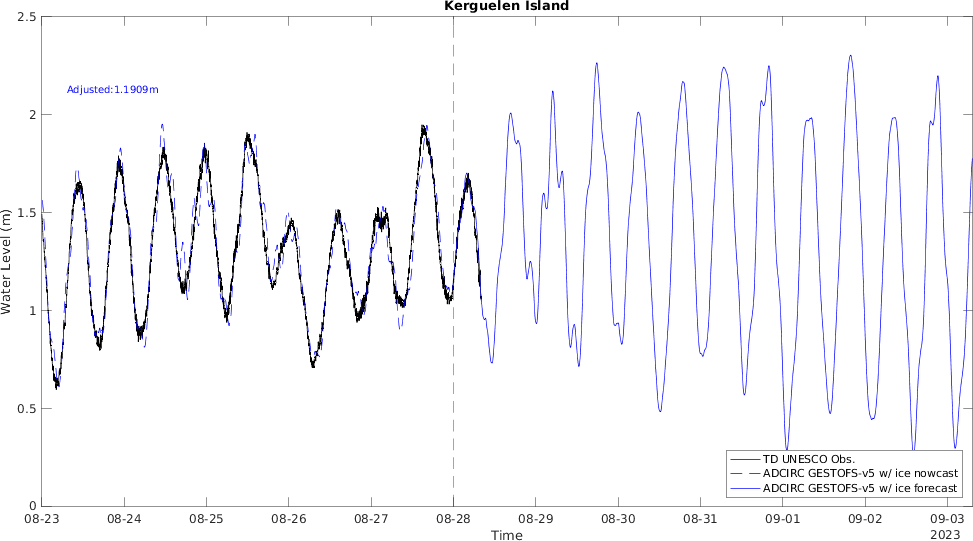 Kerguelen Island
2.5
2
1.5
1
0.5
0
Water Level (m)
Adjusted:1.1909m
TD UNESCO Obs.
ADCIRC GESTOFS-v5 w/ ice nowcast
ADCIRC GESTOFS-v5 w/ ice forecast
08-23 08-24 08-25 08-26 08-27 08-28 08-29 08-30 08-31 09-01 09-02 09-03
2023
Time